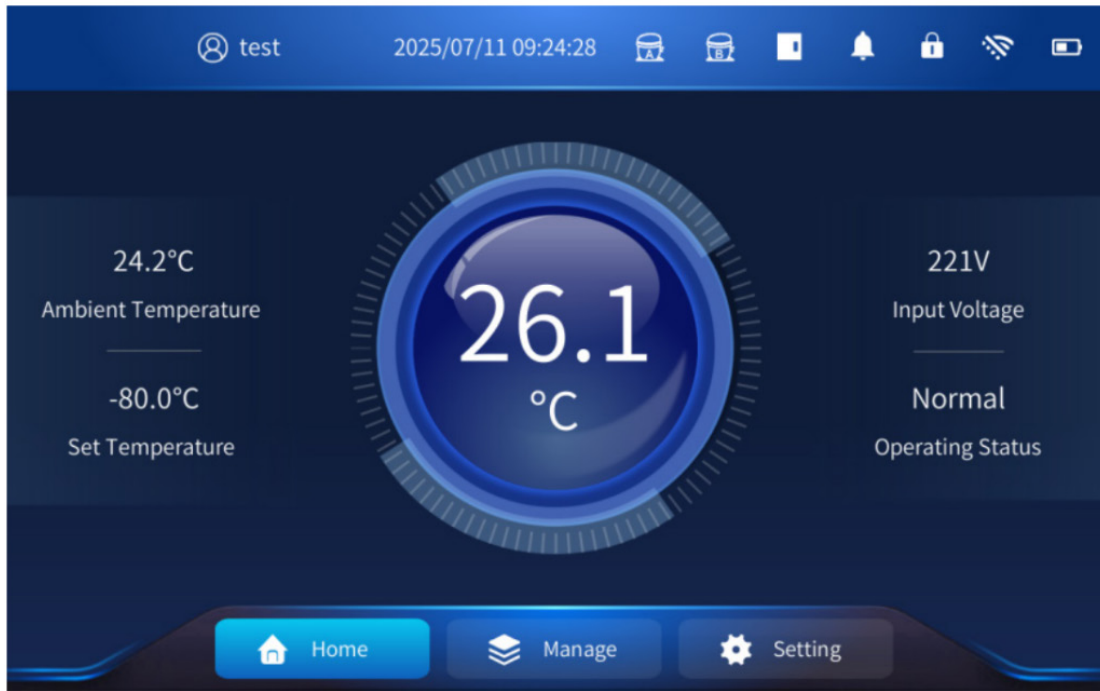 test 2025/07/11 09:24:28 A B
24.2°C
Ambient Temperature
-80.0°C
Set Temperature
26.1
°C
221V
Input Voltage
Normal
Operating Status
Home Manage Setting